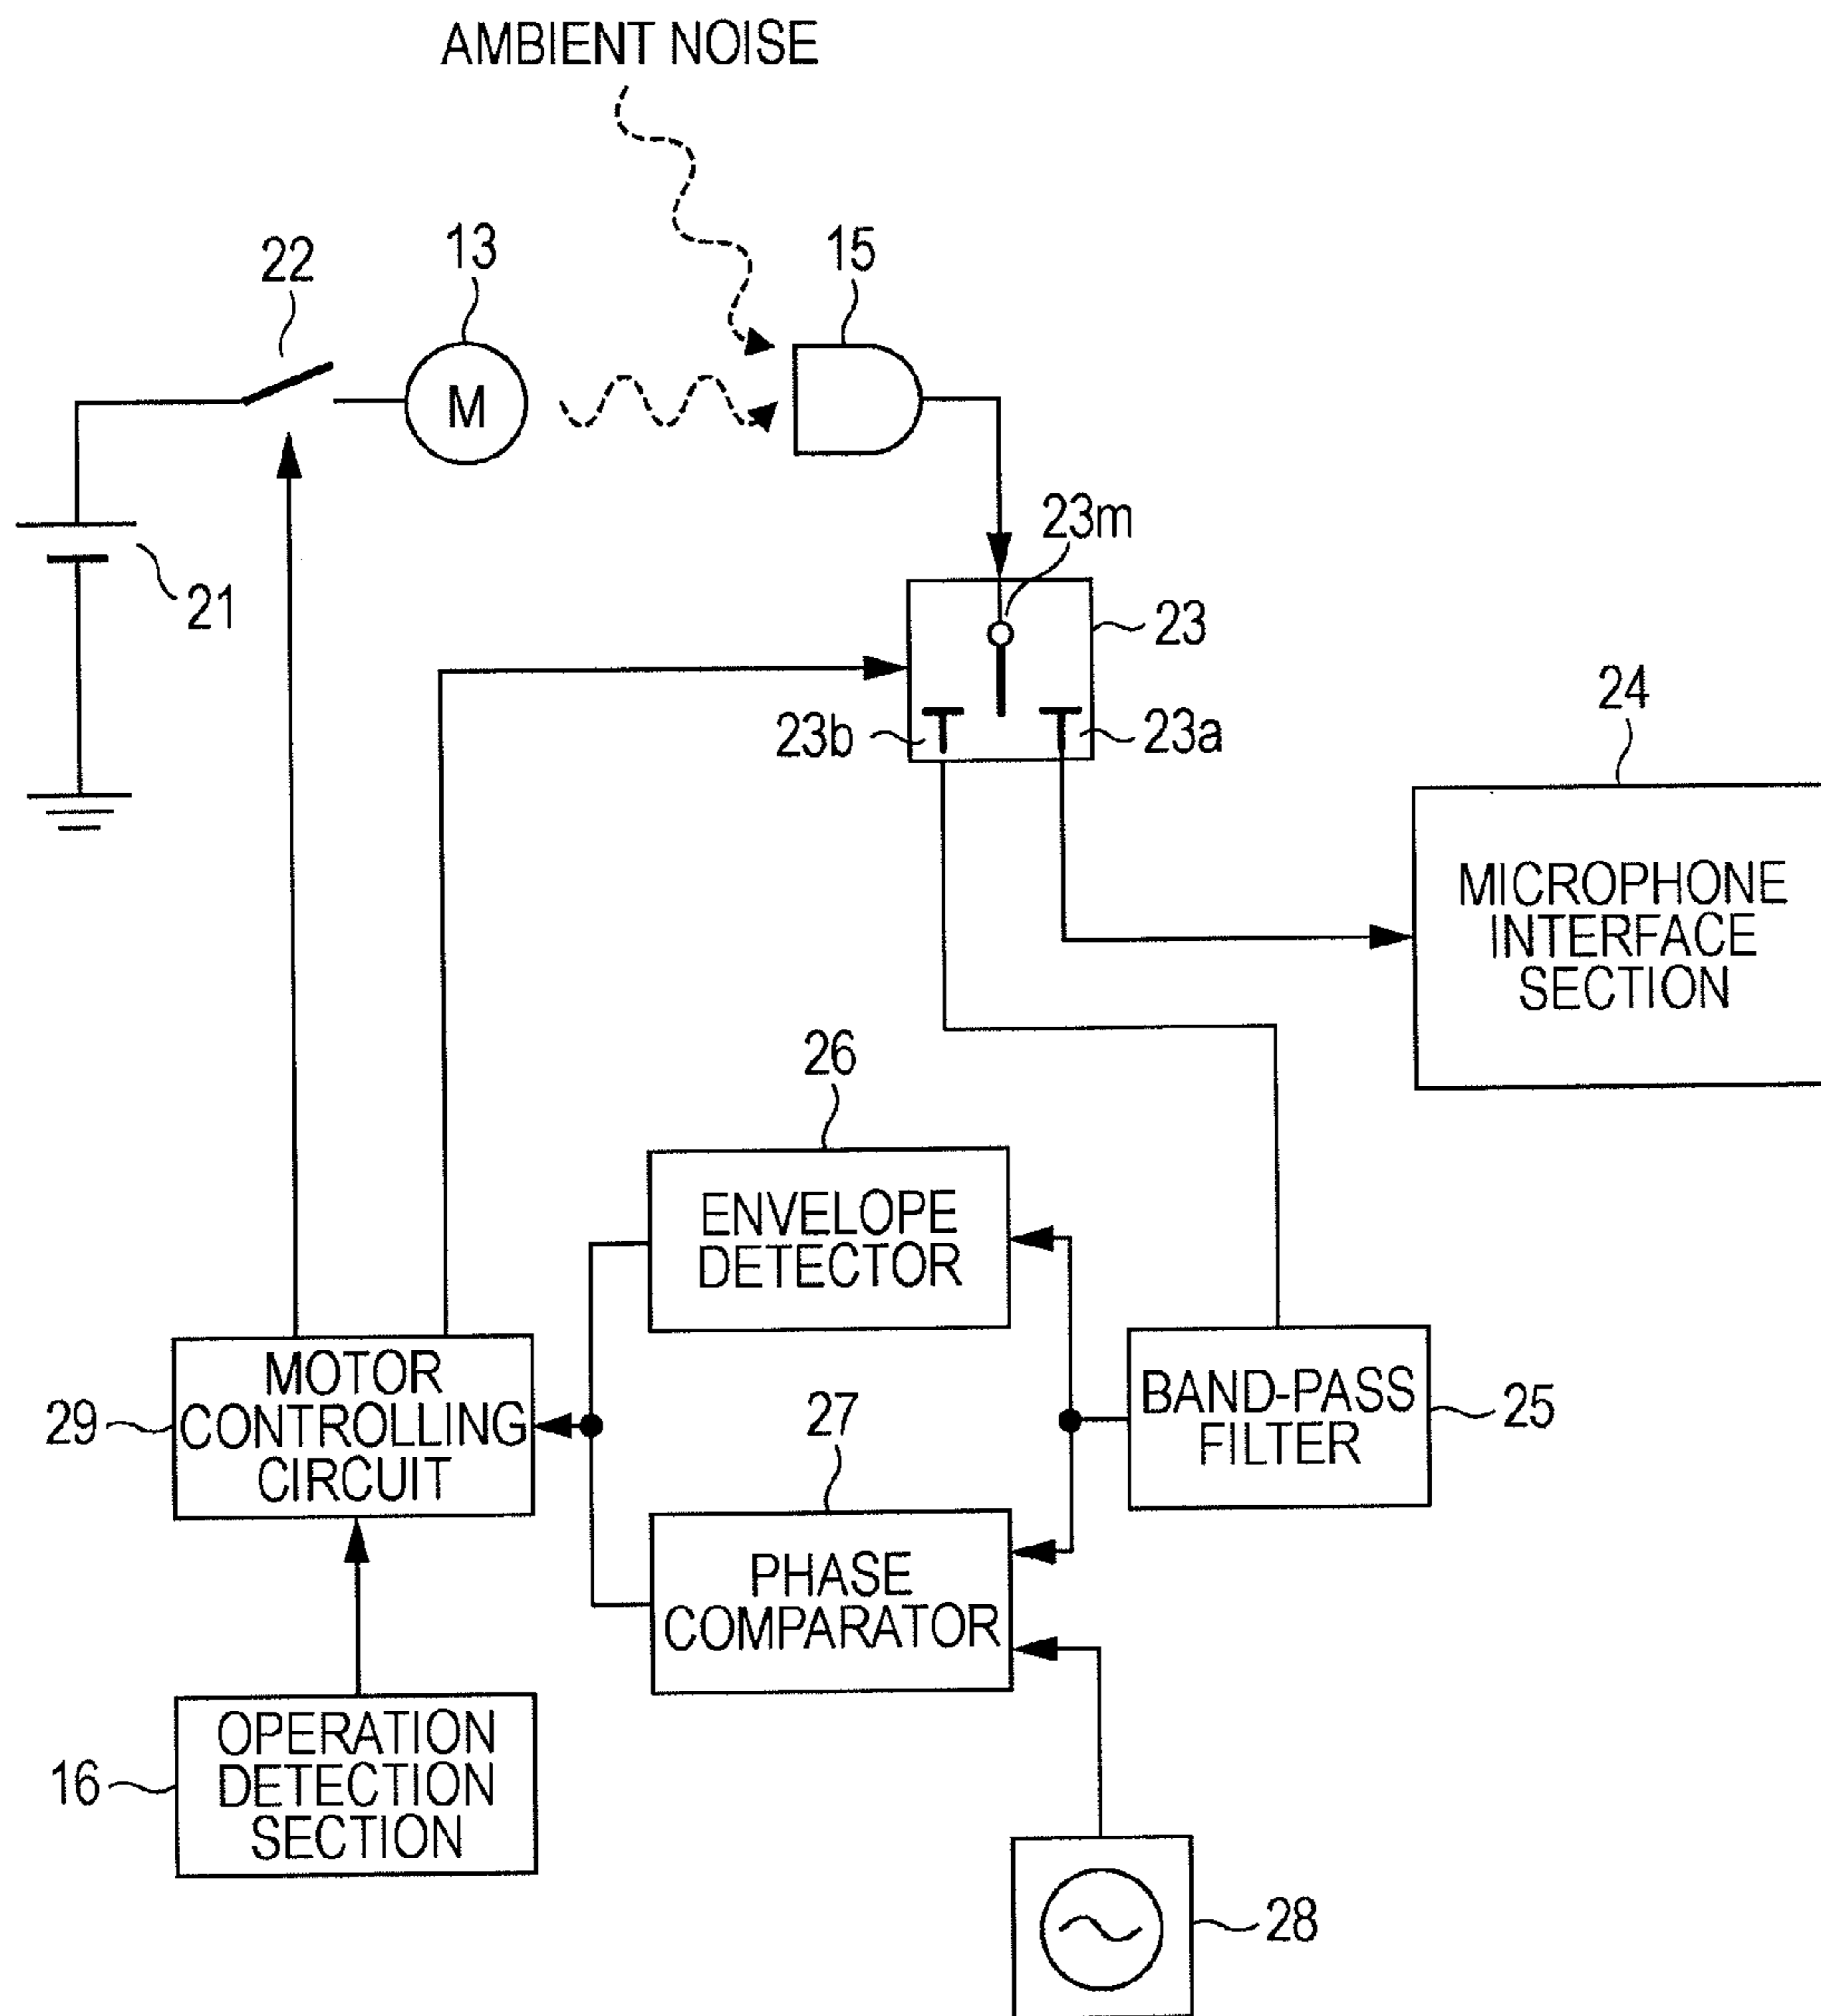 AMBIENT NOISE
22
13
15
M
23m
21
23
23b
23a
24
MICROPHONE
INTERFACE
SECTION
26
ENVELOPE
DETECTOR
29
MOTOR
CONTROLLING
CIRCUIT
27
BAND-PASS
FILTER
25
PHASE
COMPARATOR
16
OPERATION
DETECTION
SECTION
28